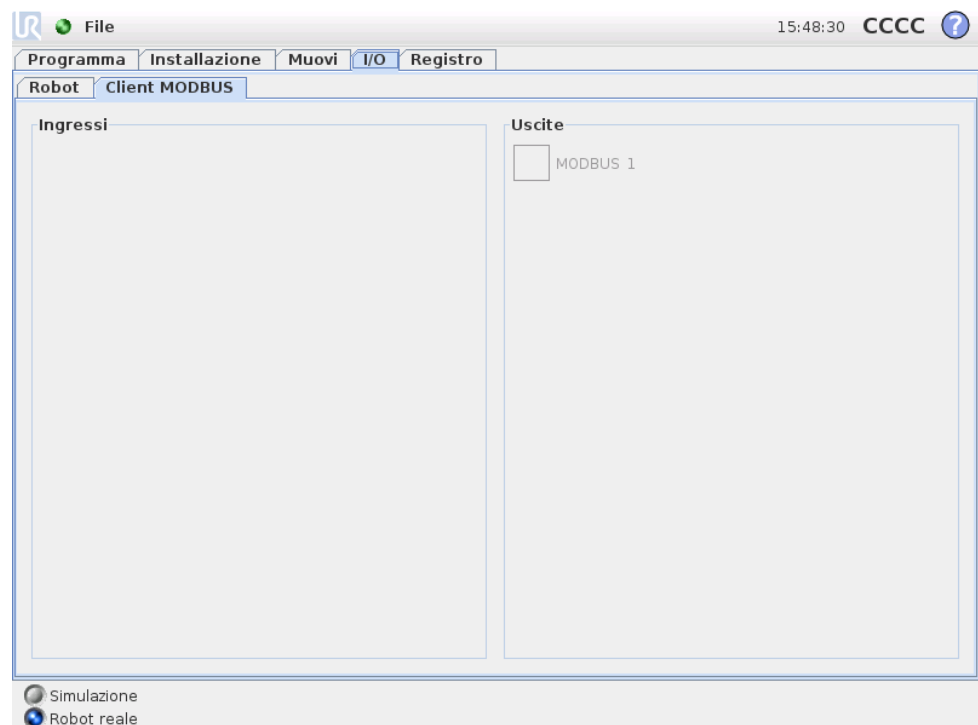 UR File 15:48:30 CCCC ?
Programma Installazione Muovi I/O Registro
Robot Client MODBUS
Ingressi
Uscite
MODBUS 1
Simulazione
Robot reale